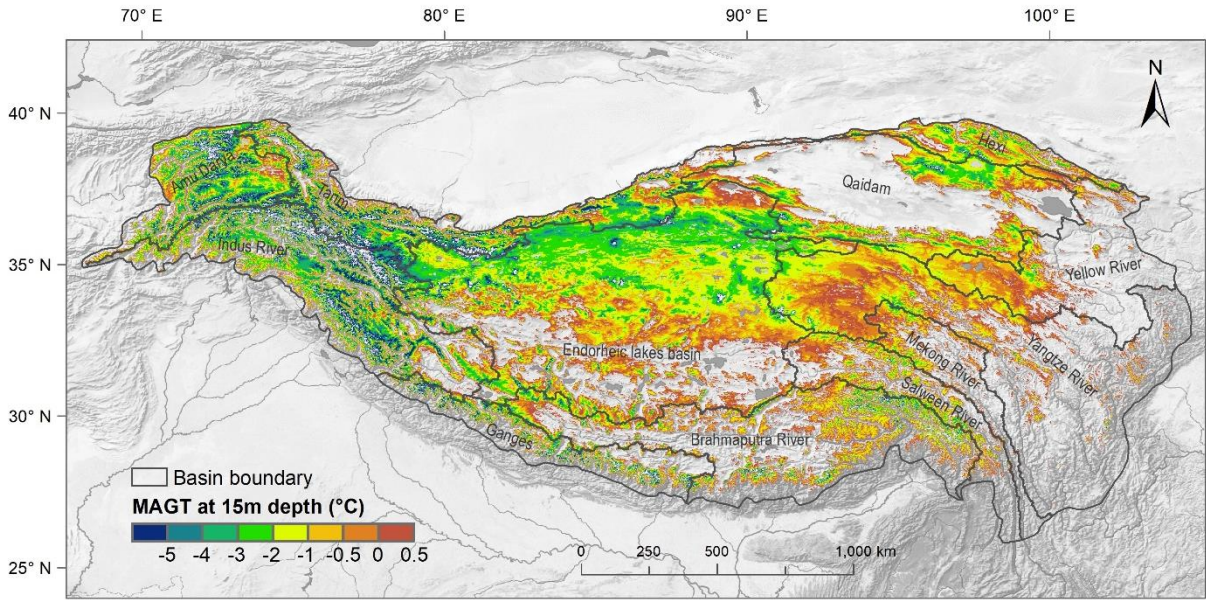 70° E 80° E 90° E 100° E
N
40° N
Hexi
Amu Darya
Tarim
Qaidam
Indus River
35° N
Yellow River
Endorheic lakes basin
Mekong River
Yangtze River
Salween River
30° N
Ganges
Brahmaputra River
Basin boundary
MAGT at 15m depth (°C)
-5 -4 -3 -2 -1 -0.5 0 0.5
0 250 500 1,000 km
25° N